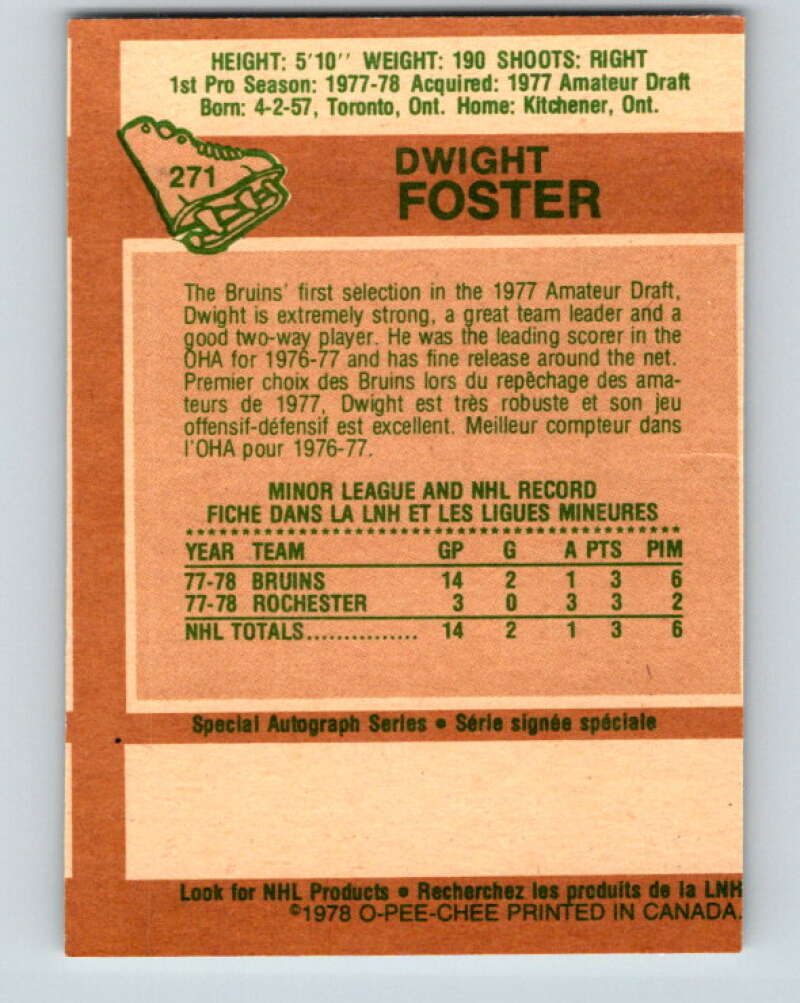 HEIGHT: 5'10'' WEIGHT: 190 SHOOTS: RIGHT
1st Pro Season: 1977-78 Acquired: 1977 Amateur Draft
Born: 4-2-57, Toronto, Ont. Home: Kitchener, Ont.
271
DWIGHT
FOSTER
The Bruins' first selection in the 1977 Amateur Draft,
Dwight is extremely strong, a great team leader and a
good two-way player. He was the leading scorer in the
OHA for 1976-77 and has fine release around the net.
Premier choix des Bruins lors du repêchage des ama-
teurs de 1977, Dwight est très robuste et son jeu
offensif-défensif est excellent. Meilleur compteur dans
l'OHA pour 1976-77.
MINOR LEAGUE AND NHL RECORD
FICHE DANS LA LNH ET LES LIGUES MINEURES
YEAR TEAM GP G A PTS PIM
77-78 BRUINS 14 2 1 3 6
77-78 ROCHESTER 3 0 3 3 2
NHL TOTALS............... 14 2 1 3 6
Special Autograph Series • Série signée spéciale
Look for NHL Products • Recherchez les produits de la LNH
©1978 O-PEE-CHEE PRINTED IN CANADA.